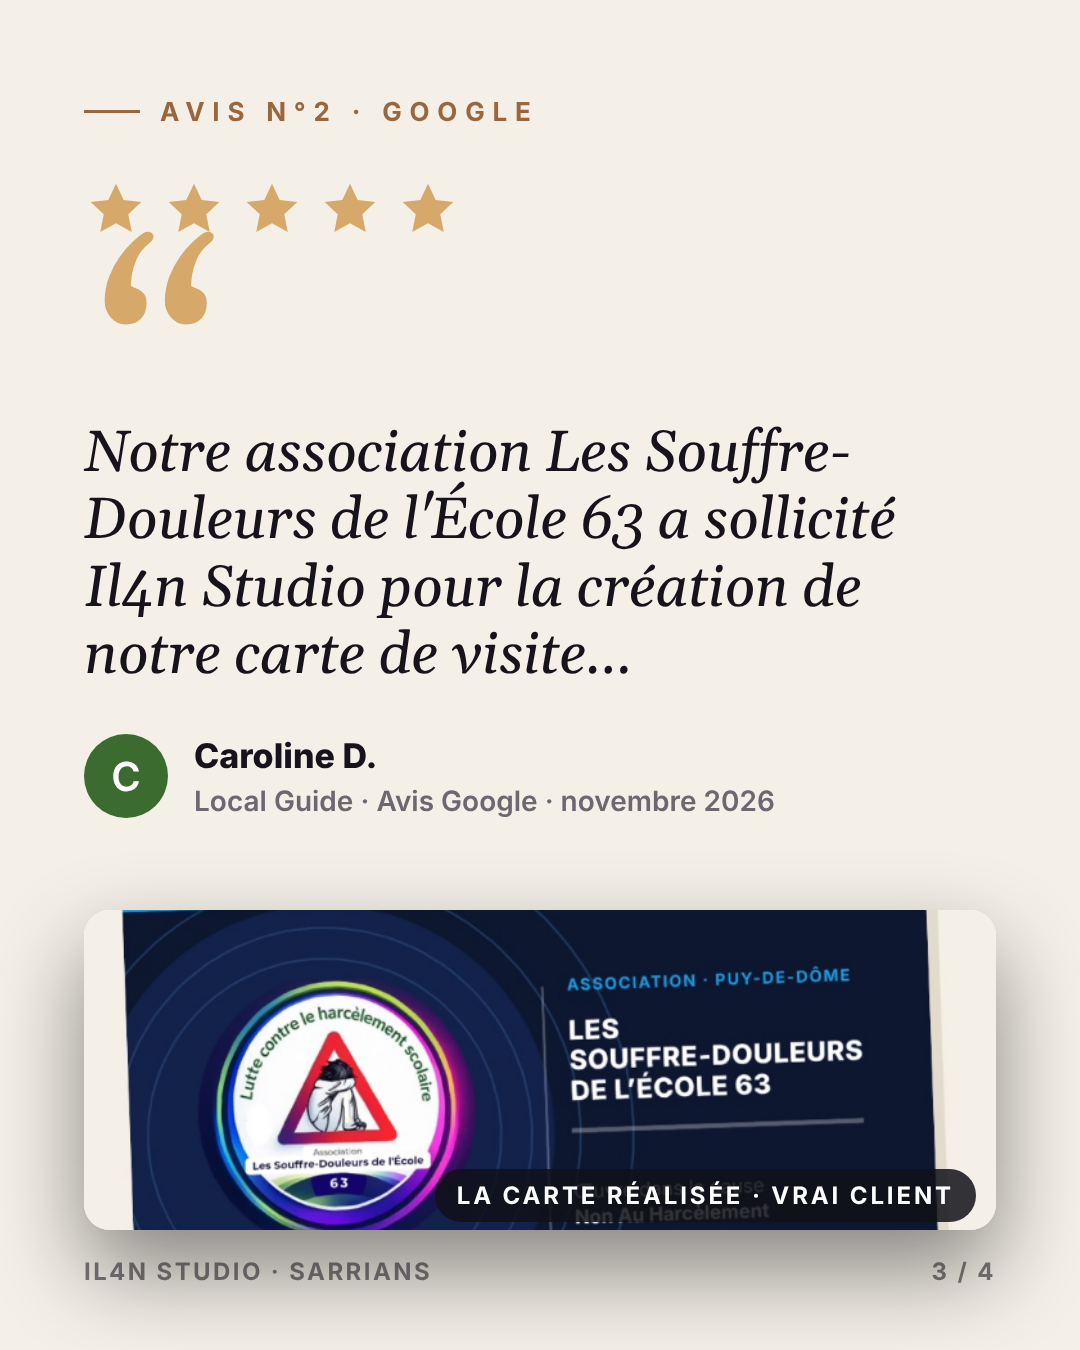 AVIS N°2 · GOOGLE
“
Notre association Les Souffre-
Douleurs de l'École 63 a sollicité
Il4n Studio pour la création de
notre carte de visite...
C
Caroline D.
Local Guide · Avis Google · novembre 2026
Lutte contre le harcèlement scolaire
Association
Les Souffre-Douleurs de l'École
63
ASSOCIATION · PUY-DE-DÔME
LES
SOUFFRE-DOULEURS
DE L’ÉCOLE 63
LA CARTE RÉALISÉE · VRAI CLIENT
Non Au Harcèlement
IL4N STUDIO · SARRIANS
3 / 4